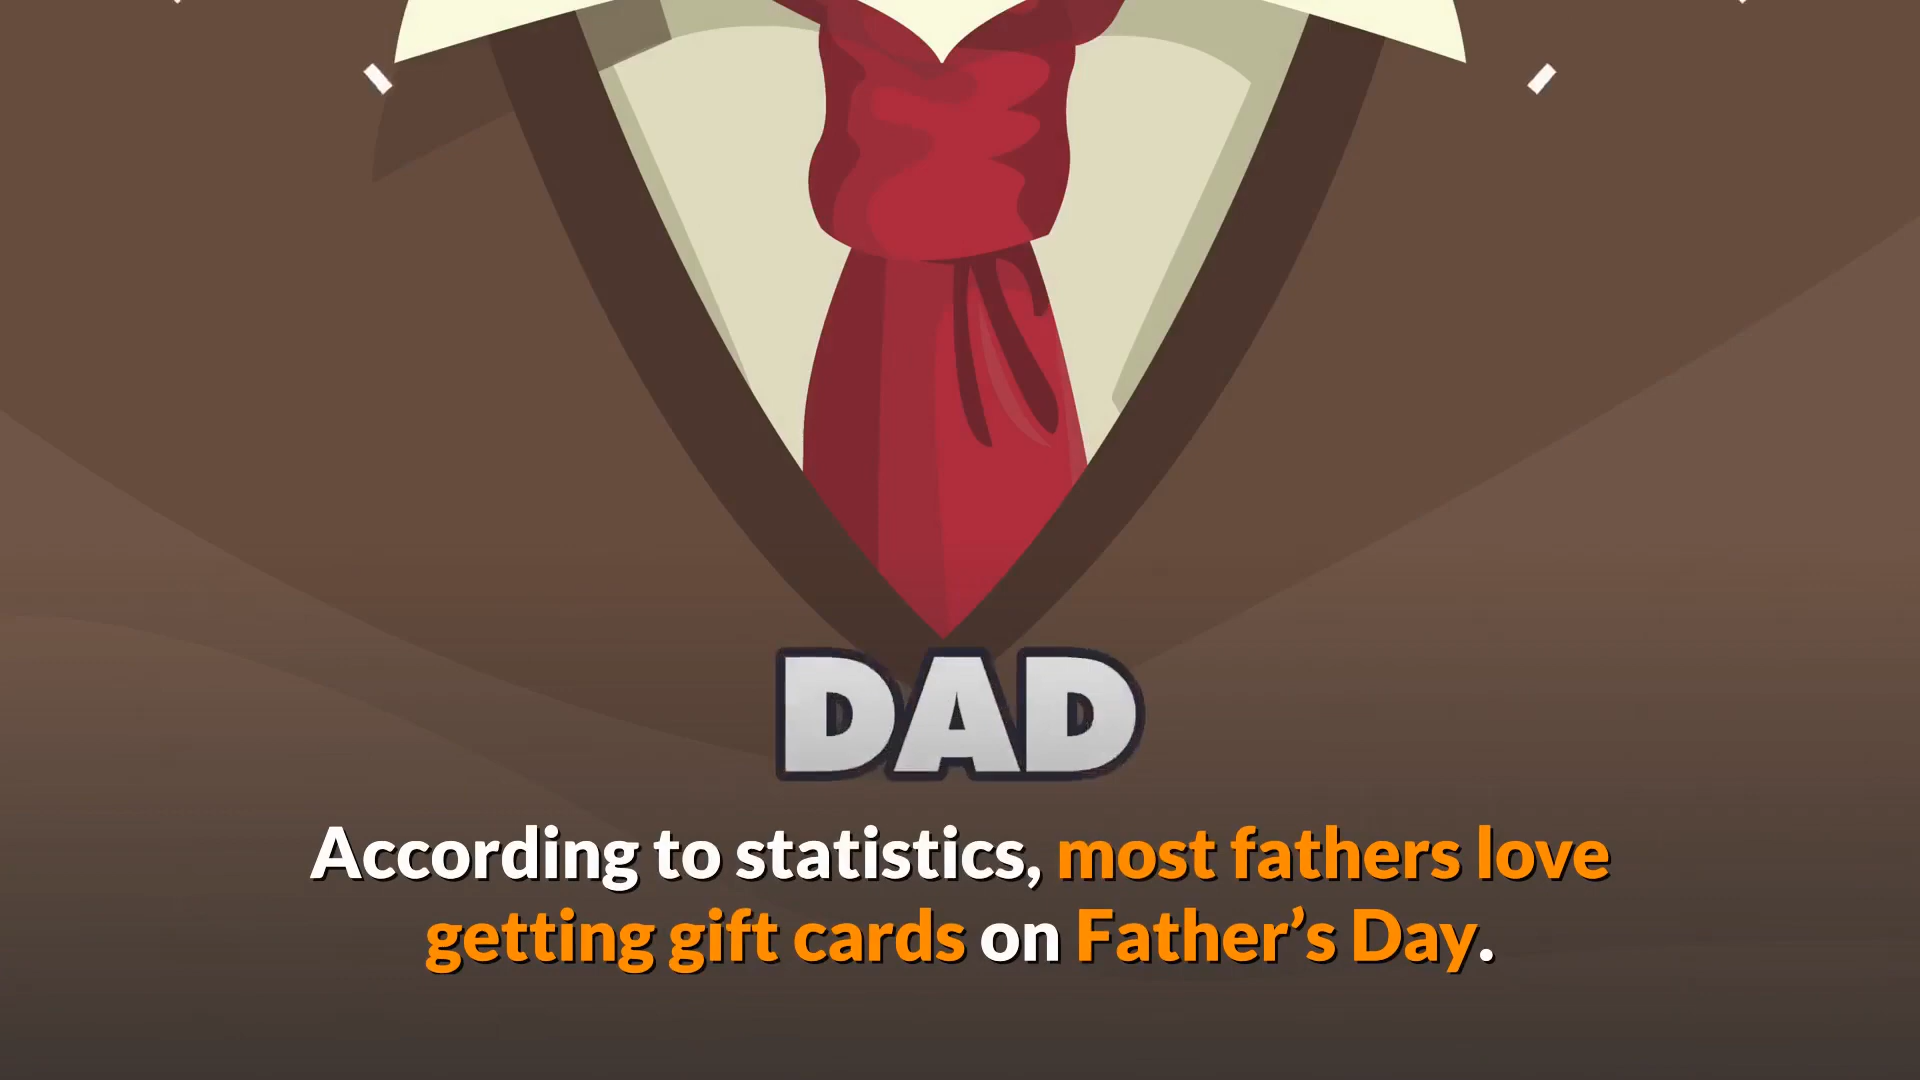 DAD
According to statistics, most fathers love
getting gift cards on Father’s Day.